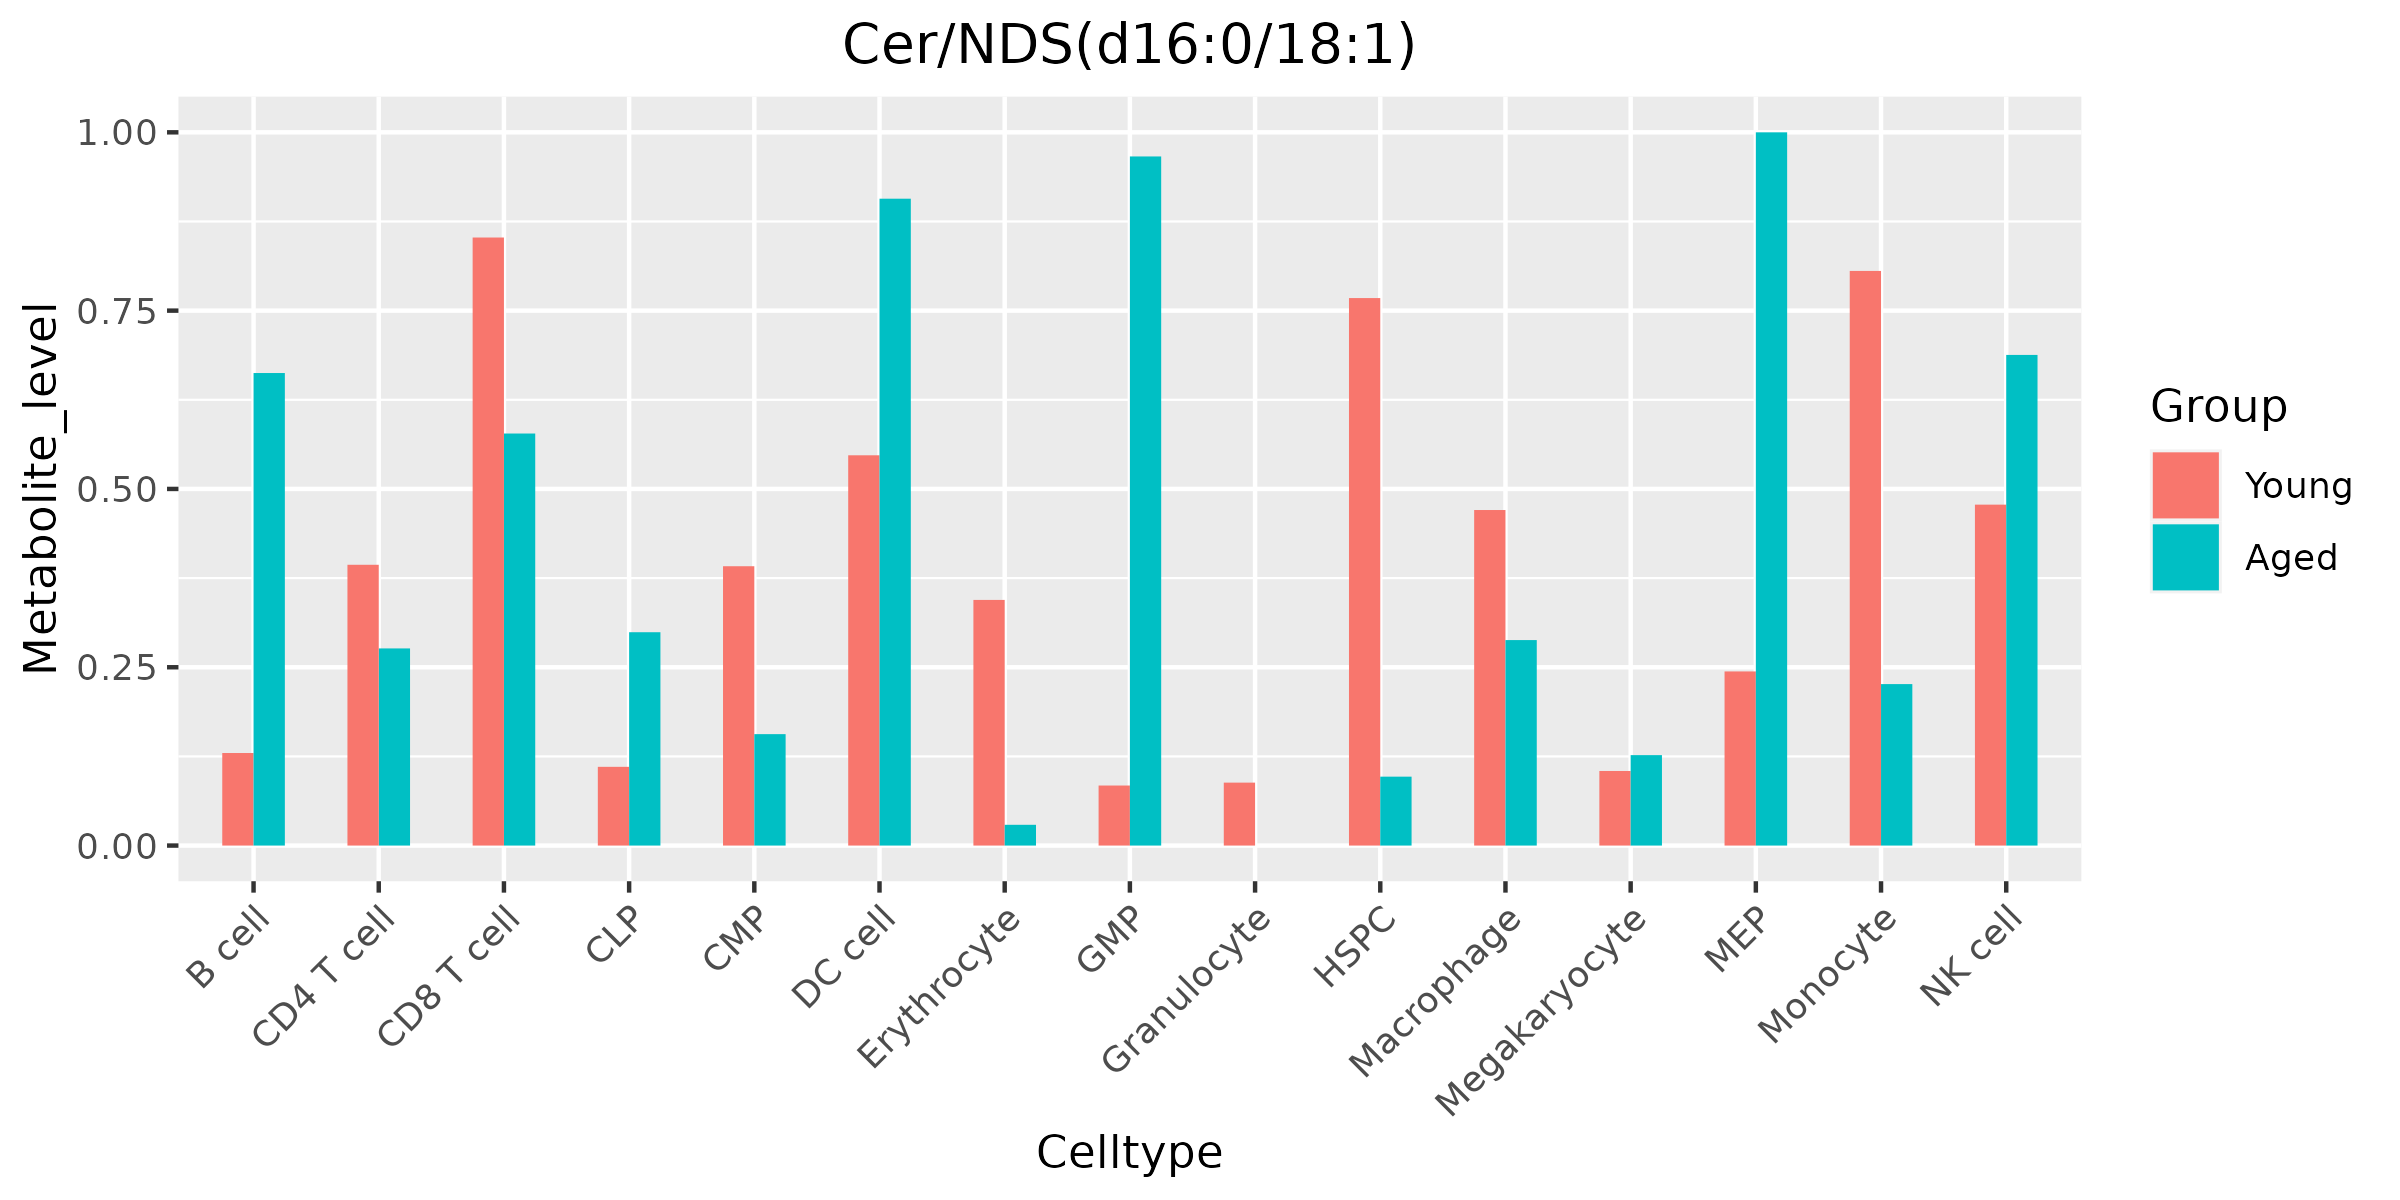 Cer/NDS(d16:0/18:1)
Metabolite_level
1.00
0.75
0.50
0.25
0.00
B cell
CD4 T cell
CD8 T cell
CLP
CMP
DC cell
Erythrocyte
GMP
Granulocyte
HSPC
Macrophage
Megakaryocyte
MEP
Monocyte
NK cell
Celltype
Group
Young
Aged